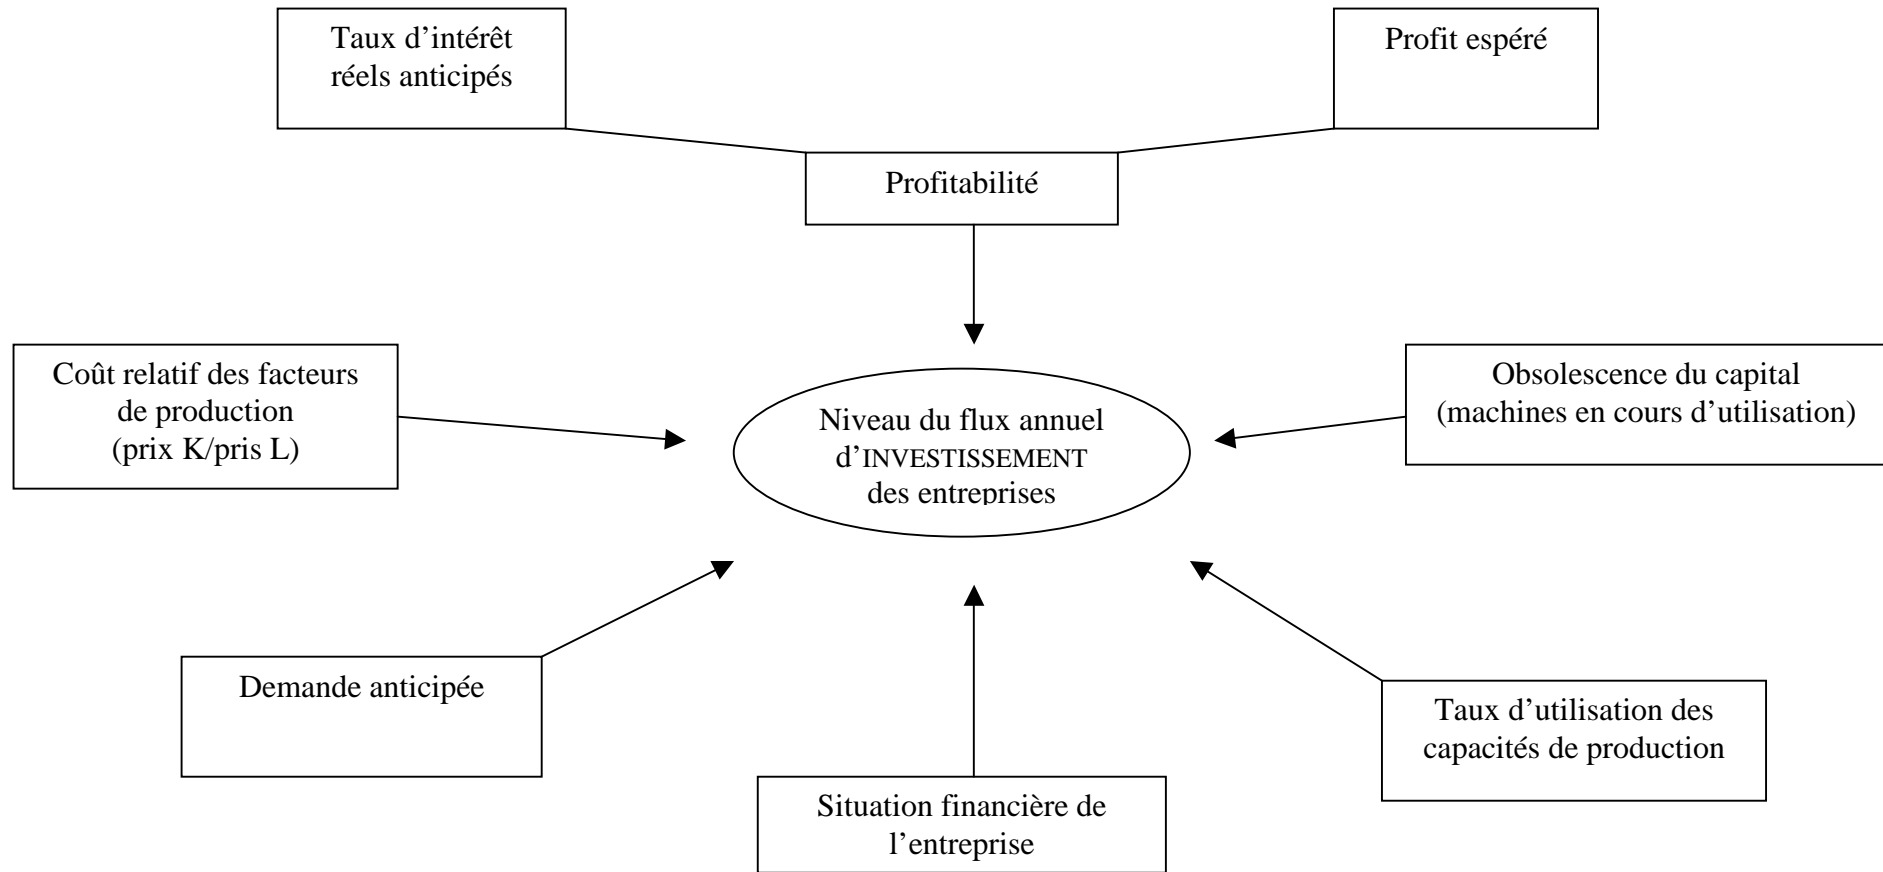 Taux d’intérêt
réels anticipés
Profit espéré
Profitabilité
Coût relatif des facteurs
de production
(prix K/pris L)
Niveau du flux annuel
d’INVESTISSEMENT
des entreprises
Obsolescence du capital
(machines en cours d’utilisation)
Demande anticipée
Situation financière de
l’entreprise
Taux d’utilisation des
capacités de production